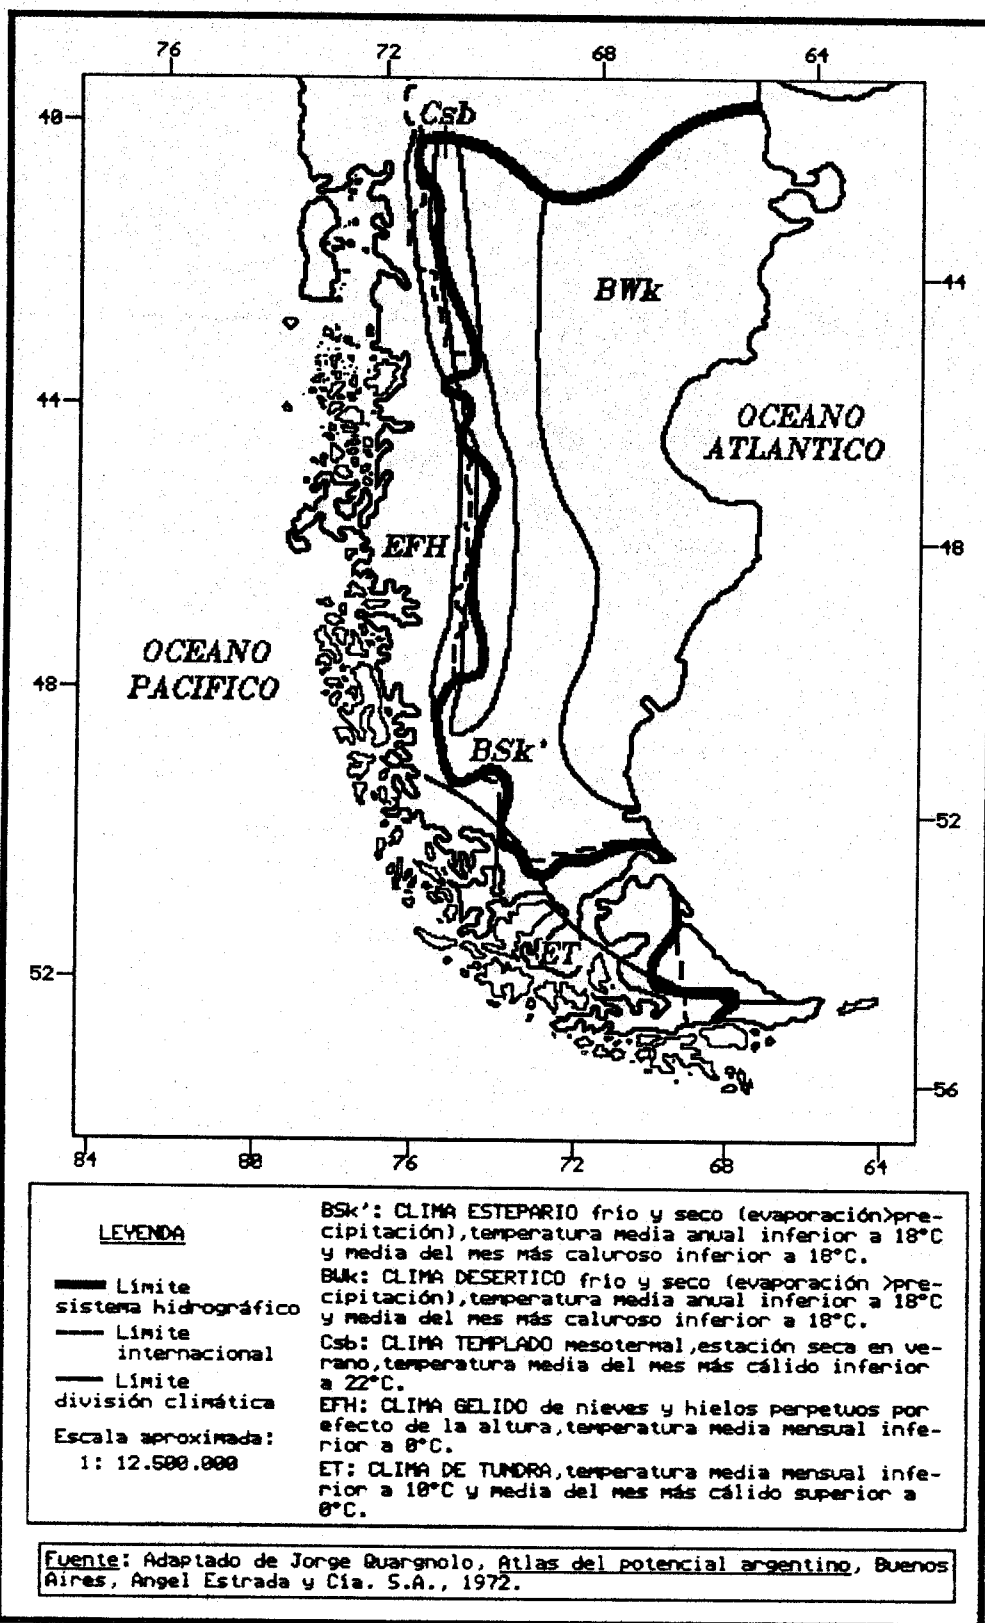 76 72 68 64
40
Csb
BWk
44
44
OCEANO
ATLANTICO
EFH
48
OCEANO
PACIFICO
48
BSk'
52
ET
52
56
84 80 76 72 68 64
LEYENDA
Límite
sistema hidrográfico
Límite
internacional
Límite
división climática
Escala aproximada:
1: 12.500.000
BSk': CLIMA ESTEPARIO frío y seco (evaporación>pre-
cipitación),temperatura media anual inferior a 18°C
y media del mes más caluroso inferior a 18°C.
BWk: CLIMA DESERTICO frío y seco (evaporación >pre-
cipitación),temperatura media anual inferior a 18°C
y media del mes más caluroso inferior a 18°C.
Csb: CLIMA TEMPLADO mesotermal,estación seca en ve-
rano,temperatura media del mes más cálido inferior
a 22°C.
EFH: CLIMA GELIDO de nieves y hielos perpetuos por
efecto de la altura,temperatura media mensual infe-
rior a 0°C.
ET: CLIMA DE TUNDRA,temperatura media mensual infe-
rior a 10°C y media del mes más cálido superior a
0°C.
Fuente: Adaptado de Jorge Quargnolo, Atlas del potencial argentino, Buenos
Aires, Angel Estrada y Cía. S.A., 1972.